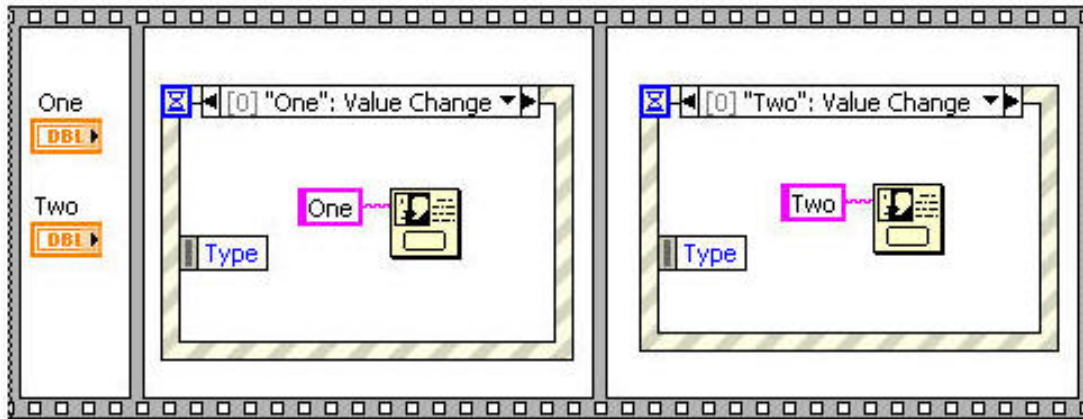 One
DBL
Two
DBL
[0] "One": Value Change
One
Type
[0] "Two": Value Change
Two
Type